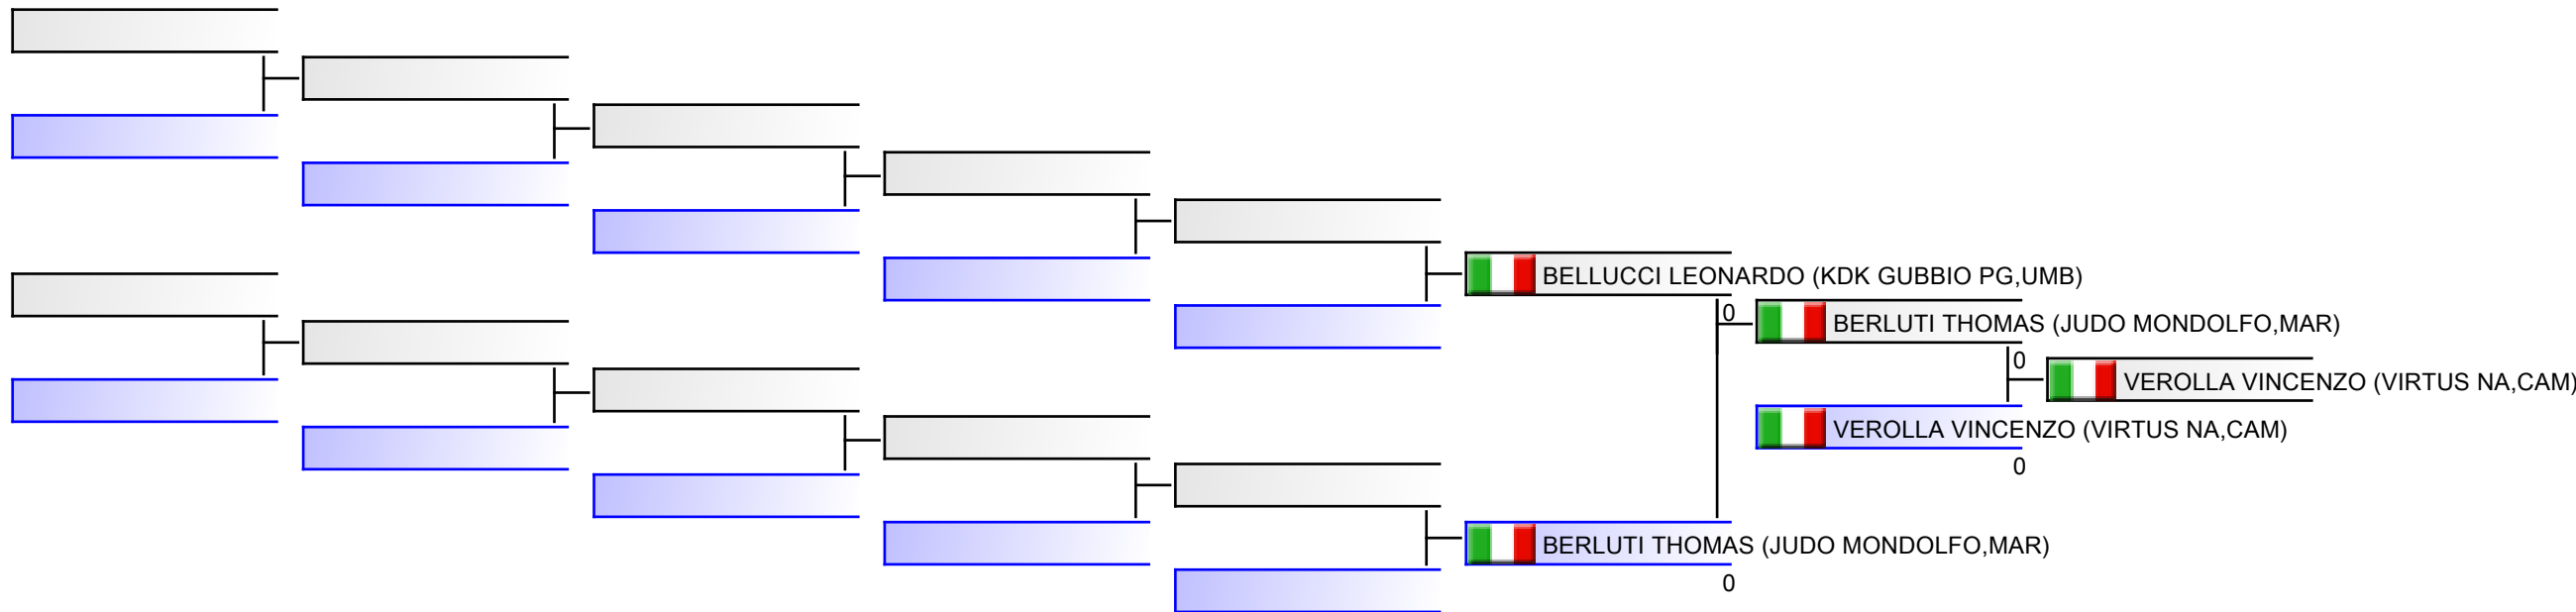 BELLUCCI LEONARDO (KDK GUBBIO PG,UMB)
0
BERLUTI THOMAS (JUDO MONDOLFO,MAR)
0
VEROLLA VINCENZO (VIRTUS NA,CAM)
VEROLLA VINCENZO (VIRTUS NA,CAM)
0
BERLUTI THOMAS (JUDO MONDOLFO,MAR)
0